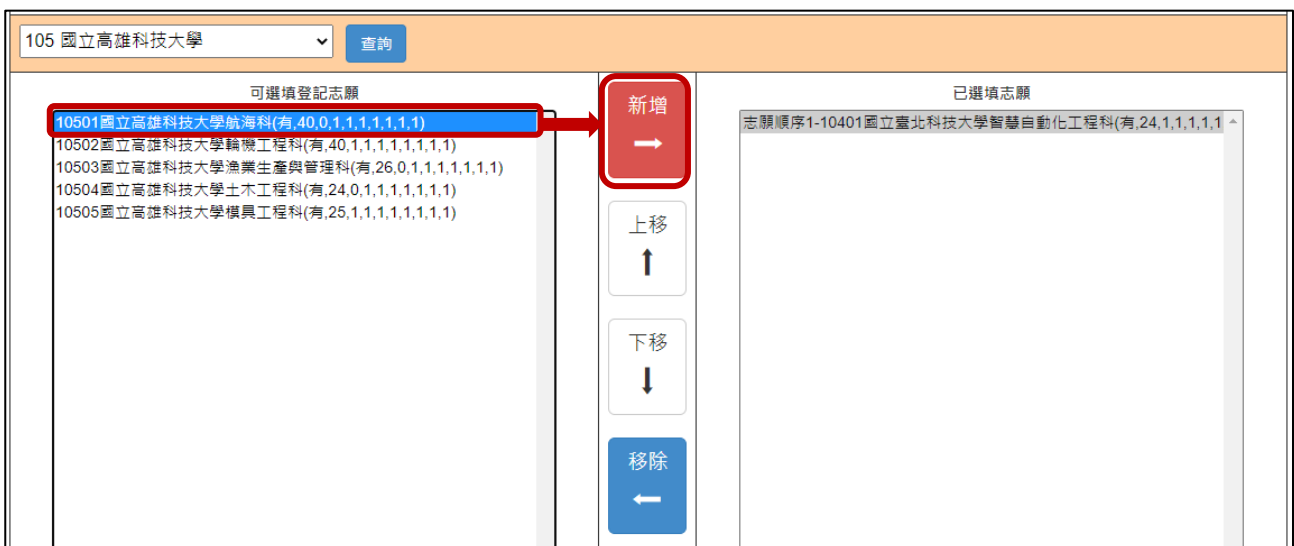 105 國立高雄科技大學
查詢
可選填登記志願
10501國立高雄科技大學航海科(有,40,0,1,1,1,1,1,1,1)
10502國立高雄科技大學輪機工程科(有,40,1,1,1,1,1,1,1,1)
10503國立高雄科技大學漁業生產與管理科(有,26,0,1,1,1,1,1,1,1)
10504國立高雄科技大學土木工程科(有,24,0,1,1,1,1,1,1,1)
10505國立高雄科技大學模具工程科(有,25,1,1,1,1,1,1,1,1)
新增
上移
下移
移除
已選填志願
志願順序1-10401國立臺北科技大學智慧自動化工程科(有,24,1,1,1,1,1